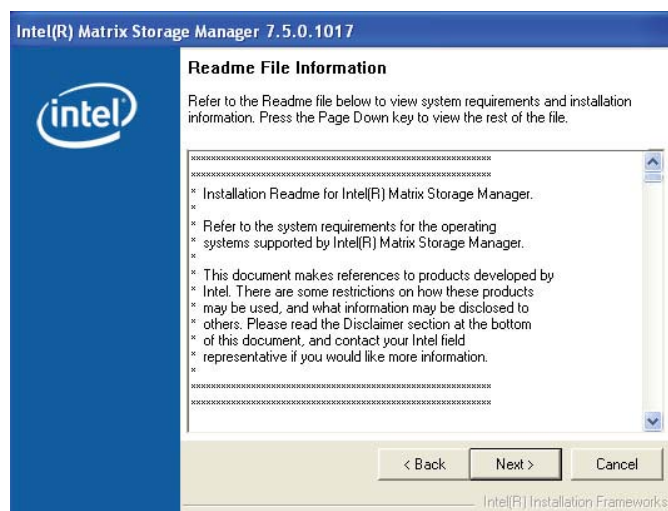 Intel(R) Matrix Storage Manager 7.5.0.1017
intel
Readme File Information
Refer to the Readme file below to view system requirements and installation
information. Press the Page Down key to view the rest of the file.
************************************************************
************************************************************
* Installation Readme for Intel(R) Matrix Storage Manager.
*
* Refer to the system requirements for the operating
* systems supported by Intel(R) Matrix Storage Manager.
*
* This document makes references to products developed by
* Intel. There are some restrictions on how these products
* may be used, and what information may be disclosed to
* others. Please read the Disclaimer section at the bottom
* of this document, and contact your Intel field
* representative if you would like more information.
*
************************************************************
************************************************************
< Back Next > Cancel
Intel(R) Installation Frameworks